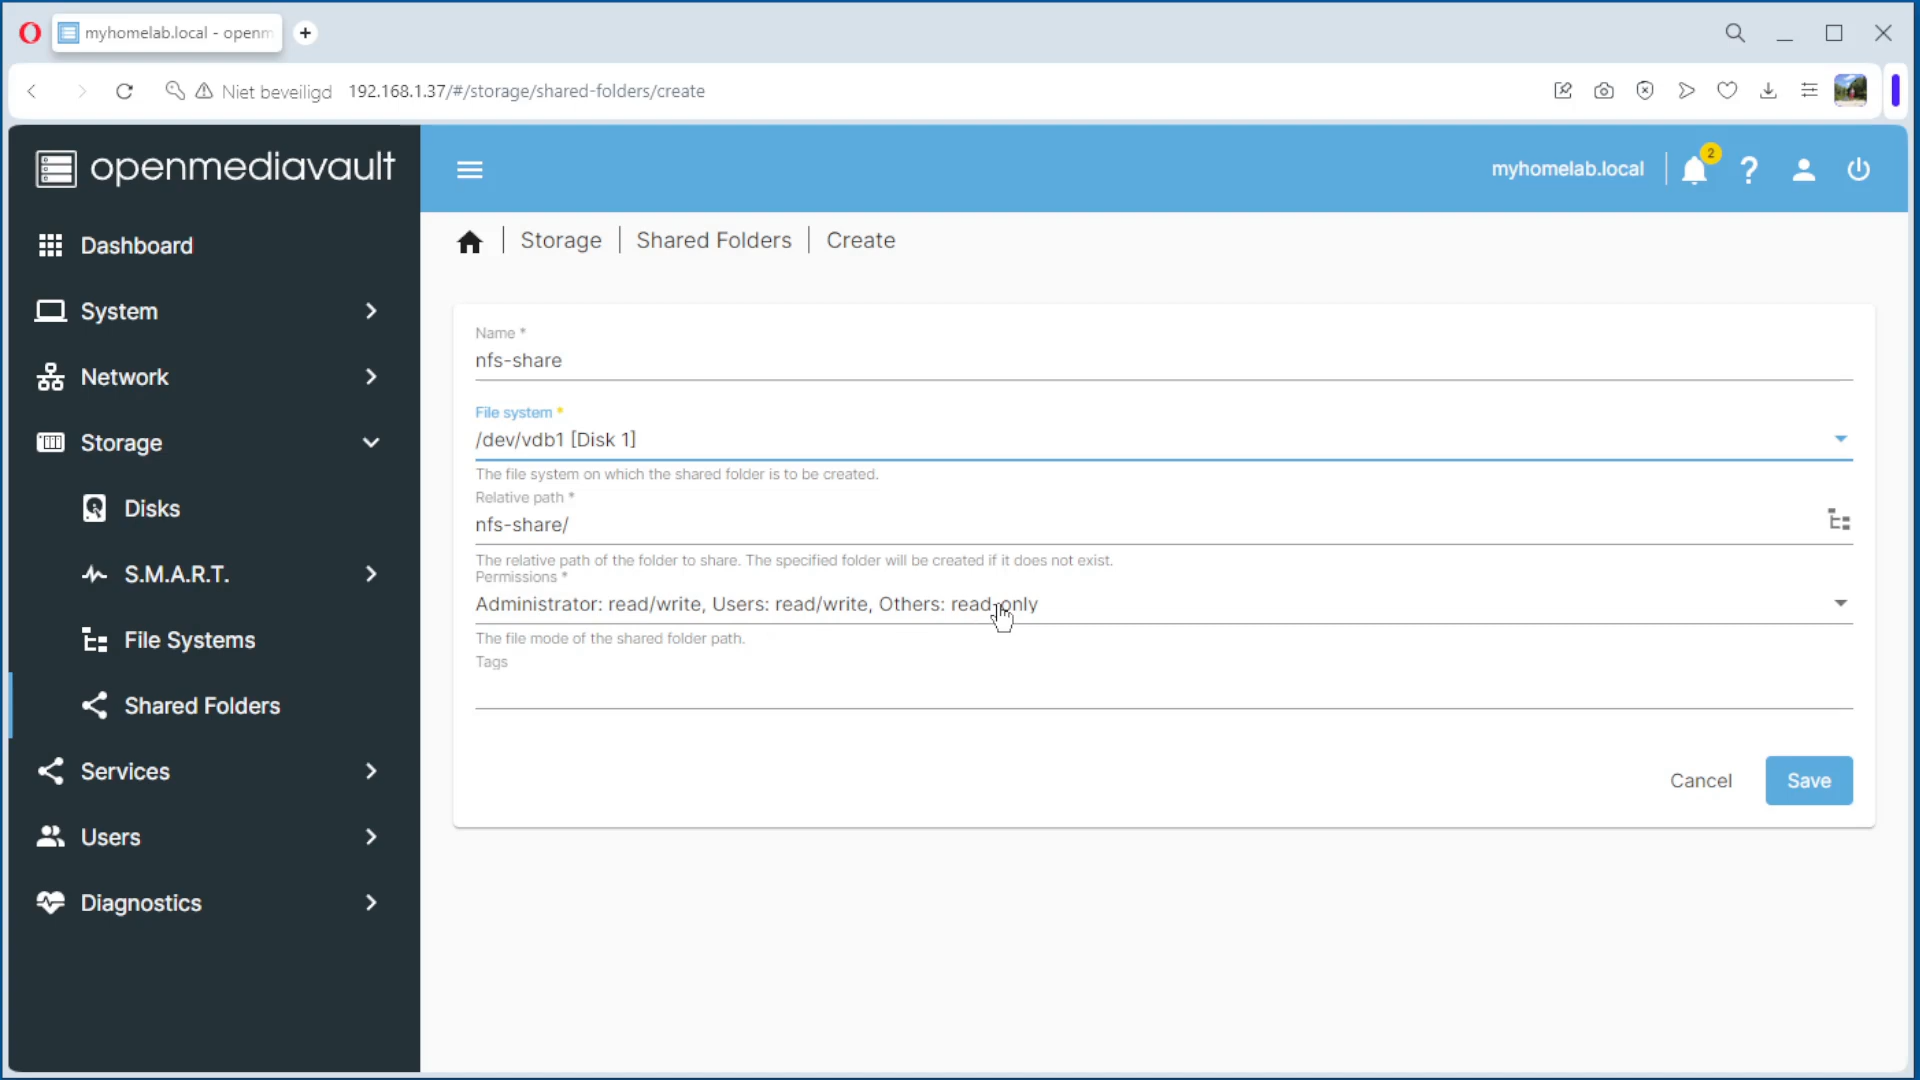 myhomelab.local - openm
Niet beveiligd 192.168.1.37/#/storage/shared-folders/create
openmediavault
myhomelab.local
2
Dashboard
System
Network
Storage
Disks
S.M.A.R.T.
File Systems
Shared Folders
Services
Users
Diagnostics
Storage | Shared Folders | Create
Name *
nfs-share
File system *
/dev/vdb1 [Disk 1]
The file system on which the shared folder is to be created.
Relative path *
nfs-share/
The relative path of the folder to share. The specified folder will be created if it does not exist.
Permissions *
Administrator: read/write, Users: read/write, Others: read-only
The file mode of the shared folder path.
Tags
Cancel
Save